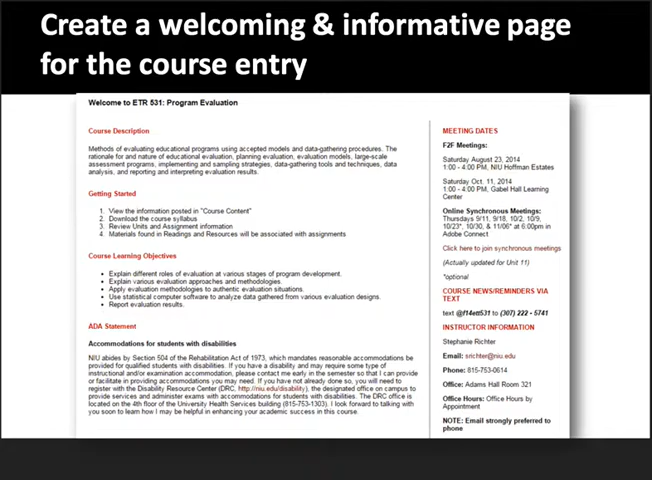 Create a welcoming & informative page
for the course entry
Welcome to ETR 531: Program Evaluation
Course Description
Methods of evaluating educational programs using accepted models and data-gathering procedures. The
rationale for and nature of educational evaluation, planning evaluation, evaluation models, large-scale
assessment programs, implementing and sampling strategies, data-gathering tools and techniques, data
analysis, and reporting and interpreting evaluation results.
Getting Started
1. View the information posted in "Course Content"
2. Download the course syllabus
3. Review Units and Assignment information
4. Materials found in Readings and Resources will be associated with assignments
Course Learning Objectives
• Explain different roles of evaluation at various stages of program development.
• Explain various evaluation approaches and methodologies.
• Apply evaluation methodologies to authentic evaluation situations.
• Use statistical computer software to analyze data gathered from various evaluation designs.
• Report evaluation results.
ADA Statement
Accommodations for students with disabilities
NIU abides by Section 504 of the Rehabilitation Act of 1973, which mandates reasonable accommodations be
provided for qualified students with disabilities. If you have a disability and may require some type of
instructional and/or examination accommodation, please contact me early in the semester so that I can provide
or facilitate in providing accommodations you may need. If you have not already done so, you will need to
register with the Disability Resource Center (DRC, http://niu.edu/disability), the designated office on campus to
provide services and administer exams with accommodations for students with disabilities. The DRC office is
located on the 4th floor of the University Health Services building (815-753-1303). I look forward to talking with
you soon to learn how I may be helpful in enhancing your academic success in this course.
MEETING DATES
F2F Meetings:
Saturday August 23, 2014
1:00 - 4:00 PM, NIU Hoffman Estates
Saturday Oct. 11, 2014
1:00 - 4:00 PM, Gabel Hall Learning
Center
Online Synchronous Meetings:
Thursdays 9/11, 9/18, 10/2, 10/9,
10/23*, 10/30, & 11/06* at 6:00pm in
Adobe Connect
Click here to join synchronous meetings
(Actually updated for Unit 11)
*optional
COURSE NEWS/REMINDERS VIA
TEXT
text @f14ett531 to (307) 222 - 5741
INSTRUCTOR INFORMATION
Stephanie Richter
Email: srichter@niu.edu
Phone: 815-753-0614
Office: Adams Hall Room 321
Office Hours: Office Hours by
Appointment
NOTE: Email strongly preferred to
phone